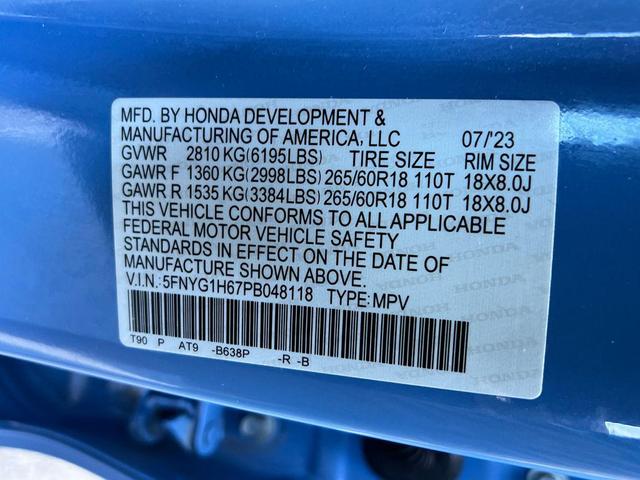 MFD. BY HONDA DEVELOPMENT &
MANUFACTURING OF AMERICA, LLC 07/'23
GVWR 2810 KG(6195LBS) TIRE SIZE RIM SIZE
GAWR F 1360 KG(2998LBS) 265/60R18 110T 18X8.0J
GAWR R 1535 KG(3384LBS) 265/60R18 110T 18X8.0J
THIS VEHICLE CONFORMS TO ALL APPLICABLE
FEDERAL MOTOR VEHICLE SAFETY
STANDARDS IN EFFECT ON THE DATE OF
MANUFACTURE SHOWN ABOVE.
V.I.N.: 5FNYG1H67PB048118 TYPE: MPV
T90 P AT9 -B638P -R -B